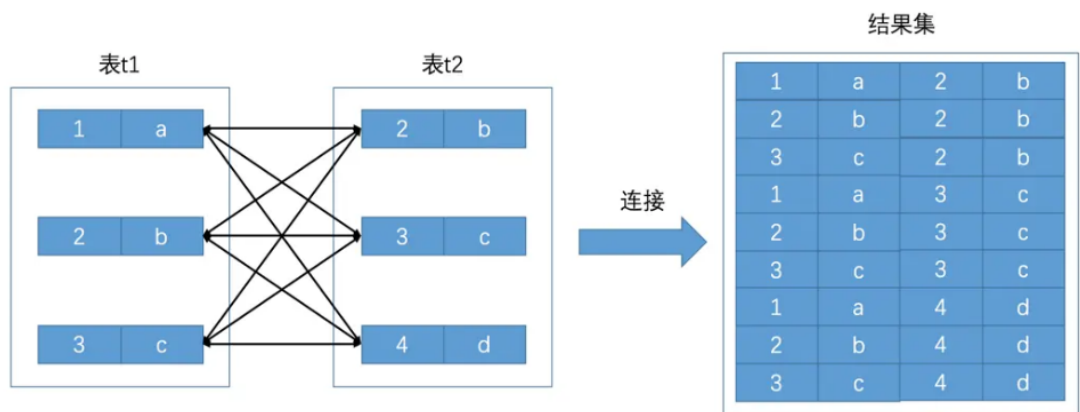 结果集
表t1
表t2
1 a
2 b
2 b
3 c
3 c
4 d
连接
1 a 2 b
2 b 2 b
3 c 2 b
1 a 3 c
2 b 3 c
3 c 3 c
1 a 4 d
2 b 4 d
3 c 4 d